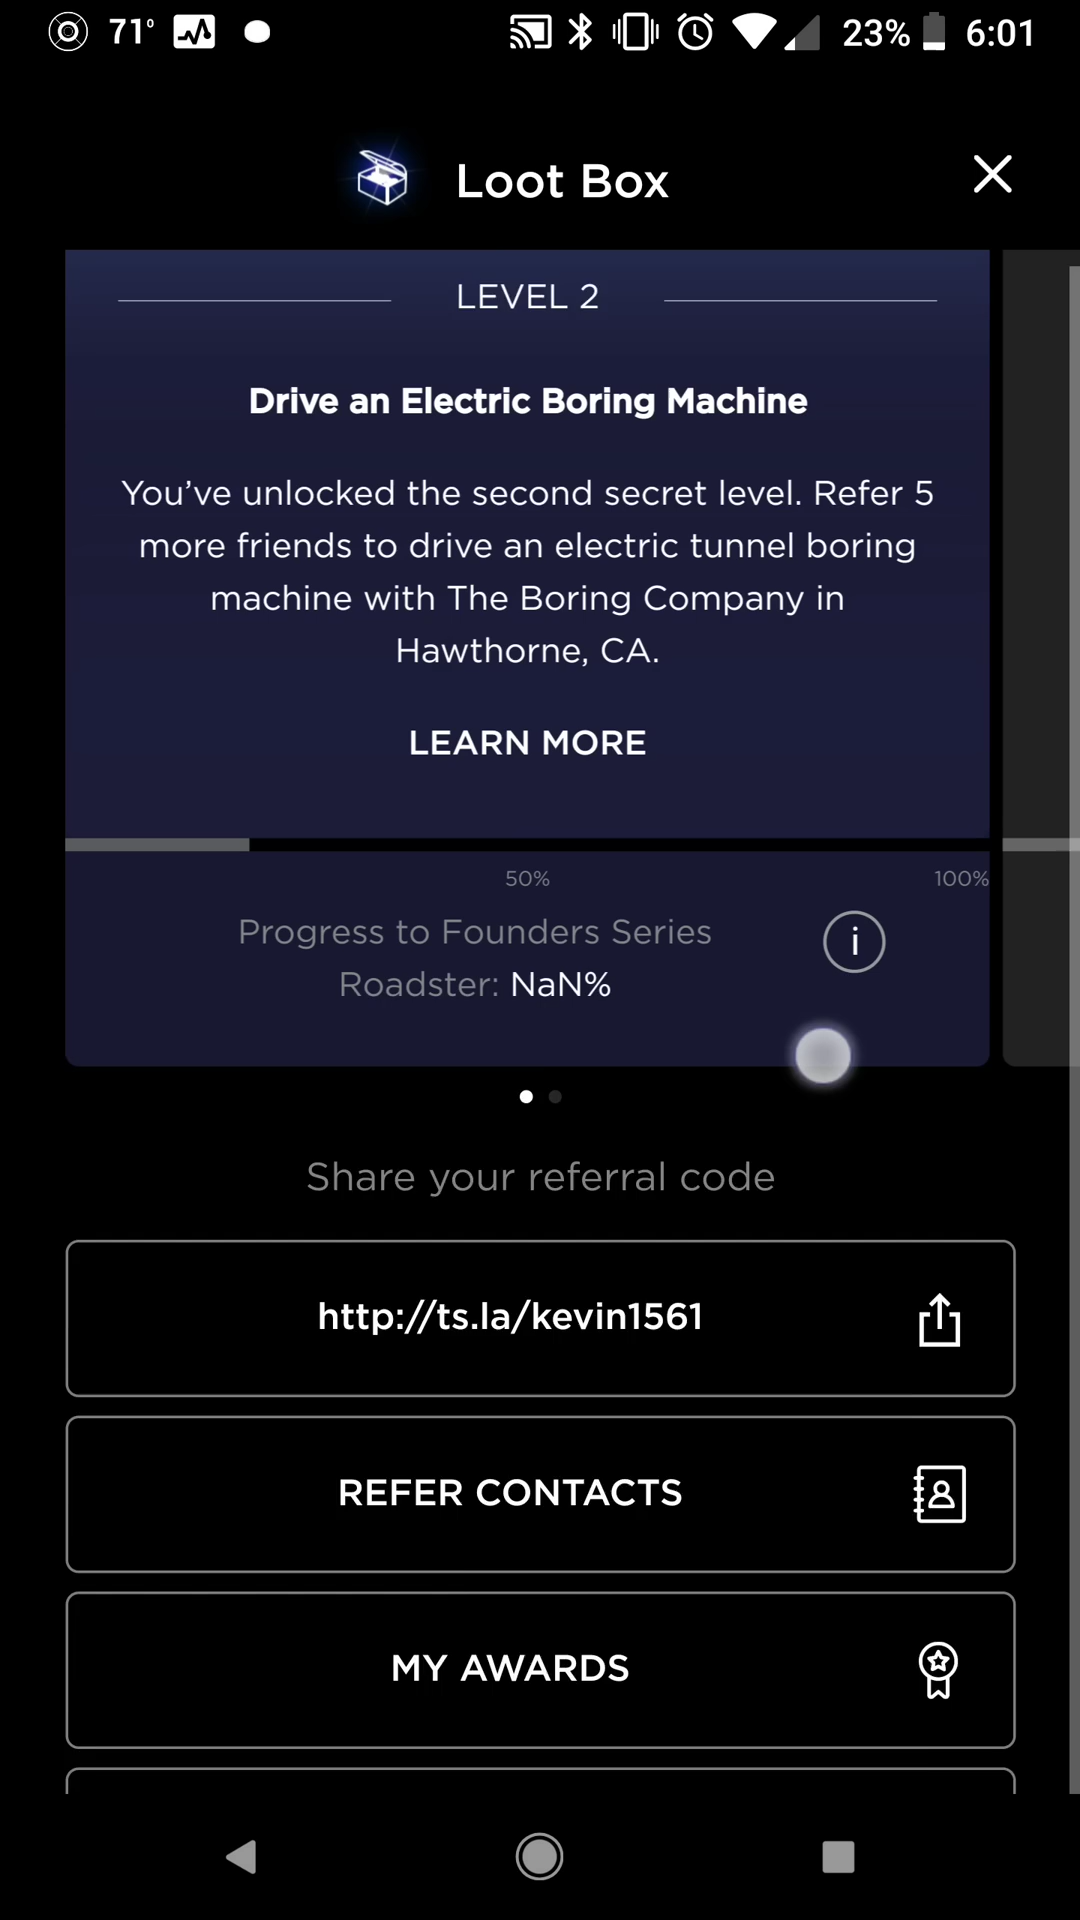 71° 23% 6:01
Loot Box
LEVEL 2
Drive an Electric Boring Machine
You’ve unlocked the second secret level. Refer 5
more friends to drive an electric tunnel boring
machine with The Boring Company in
Hawthorne, CA.
LEARN MORE
50% 100%
Progress to Founders Series
Roadster: NaN%
Share your referral code
http://ts.la/kevin1561
REFER CONTACTS
MY AWARDS